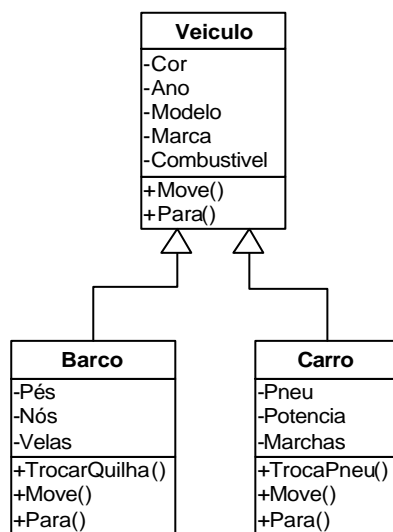 Veiculo
-Cor
-Ano
-Modelo
-Marca
-Combustivel
+Move()
+Para()
Barco
-Pés
-Nós
-Velas
+TrocarQuilha()
+Move()
+Para()
Carro
-Pneu
-Potencia
-Marchas
+TrocaPneu()
+Move()
+Para()